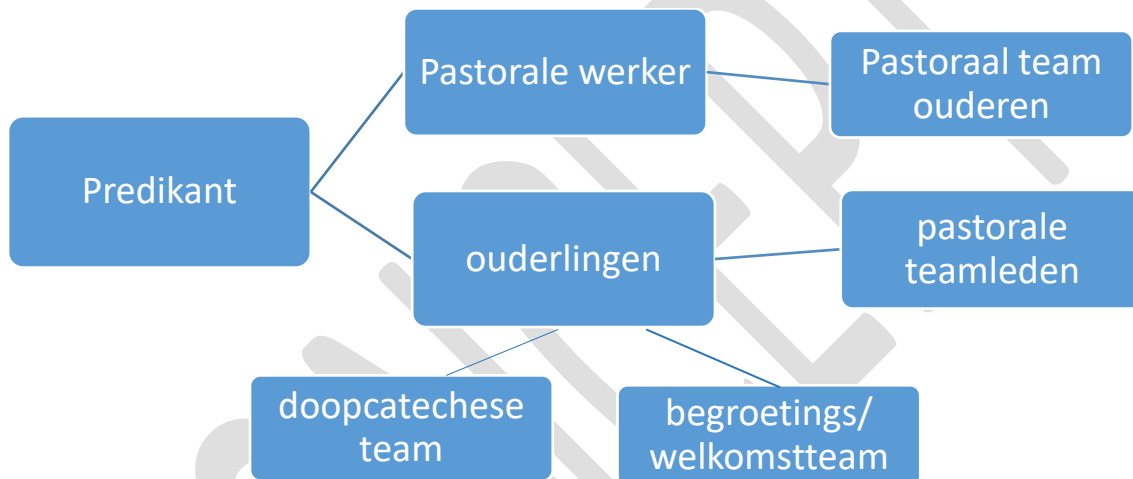 Pastorale werker
Pastoraal team
ouderen
Predikant
ouderlingen
pastorale
teamleden
doopcatechese
team
begroetings/
welkomstteam